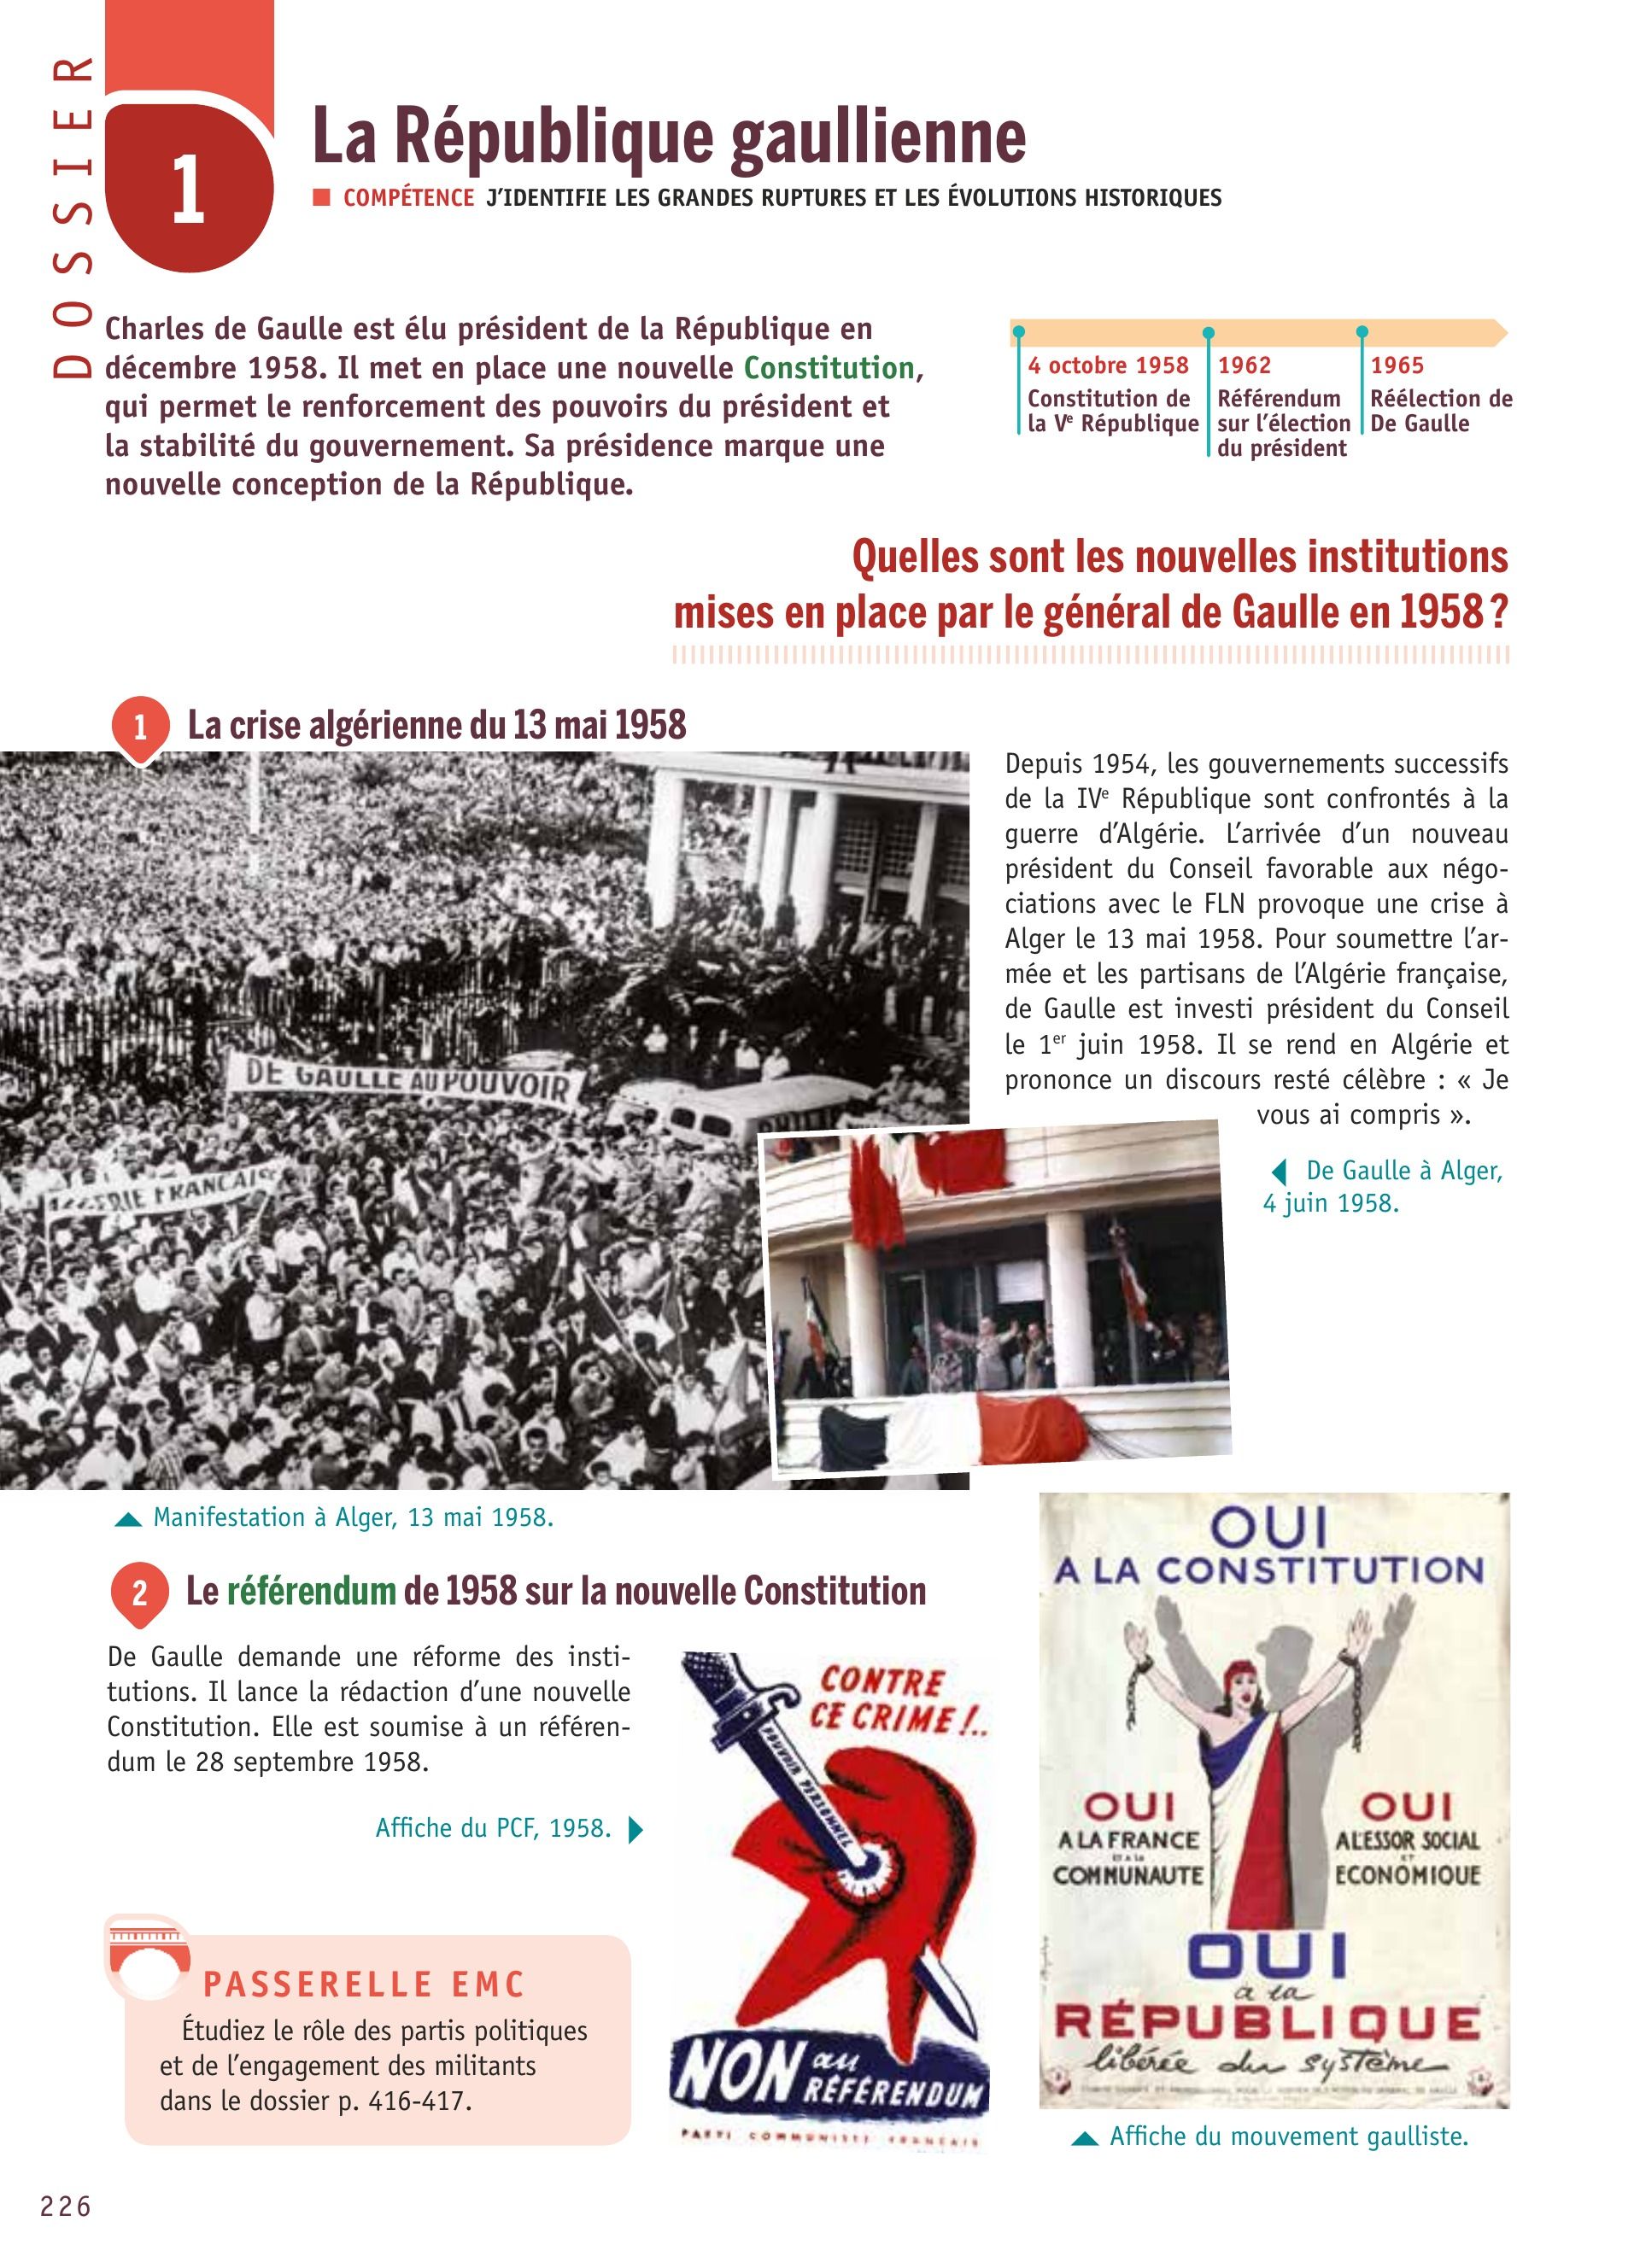 DOSSIER
1
La République gaullienne
COMPÉTENCE J'IDENTIFIE LES GRANDES RUPTURES ET LES ÉVOLUTIONS HISTORIQUES
Charles de Gaulle est élu président de la République en
décembre 1958. Il met en place une nouvelle Constitution,
qui permet le renforcement des pouvoirs du président et
la stabilité du gouvernement. Sa présidence marque une
nouvelle conception de la République.
4 octobre 1958
Constitution de
la Ve République
1962
Référendum
sur l'élection
du président
1965
Réélection de
De Gaulle
Quelles sont les nouvelles institutions
mises en place par le général de Gaulle en 1958 ?
1 La crise algérienne du 13 mai 1958
DE GAULLE AU POUVOIR
FRANCAISE
Depuis 1954, les gouvernements successifs
de la IVe République sont confrontés à la
guerre d'Algérie. L'arrivée d'un nouveau
président du Conseil favorable aux négo-
ciations avec le FLN provoque une crise à
Alger le 13 mai 1958. Pour soumettre l'ar-
mée et les partisans de l'Algérie française,
de Gaulle est investi président du Conseil
le 1er juin 1958. Il se rend en Algérie et
prononce un discours resté célèbre : « Je
vous ai compris ».
De Gaulle à Alger,
4 juin 1958.
Manifestation à Alger, 13 mai 1958.
2 Le référendum de 1958 sur la nouvelle Constitution
De Gaulle demande une réforme des insti-
tutions. Il lance la rédaction d'une nouvelle
Constitution. Elle est soumise à un référen-
dum le 28 septembre 1958.
Affiche du PCF, 1958.
CONTRE
CE CRIME !..
POUVOIR PERSONNEL
NON au
RÉFÉRENDUM
PARTI COMMUNISTE FRANCAIS
OUI
A LA CONSTITUTION
OUI
A LA FRANCE
ET A LA
COMMUNAUTE
OUI
A L'ESSOR SOCIAL
ET
ECONOMIQUE
OUI
à la
RÉPUBLIQUE
libérée du système
Affiche du mouvement gaulliste.
PASSERELLE EMC
Étudiez le rôle des partis politiques
et de l'engagement des militants
dans le dossier p. 416-417.
226